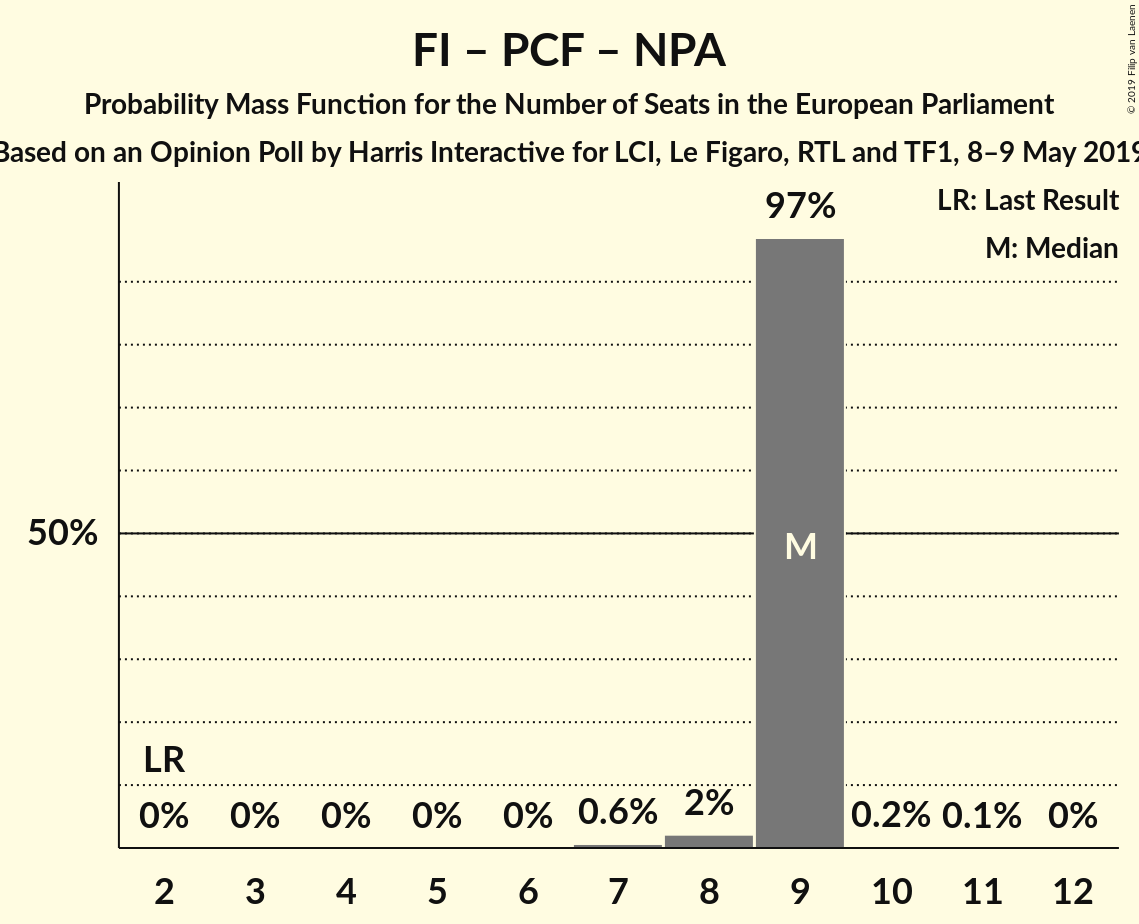 © 2019 Filip van Laenen
FI – PCF – NPA
Probability Mass Function for the Number of Seats in the European Parliament
Based on an Opinion Poll by Harris Interactive for LCI, Le Figaro, RTL and TF1, 8–9 May 2019
LR: Last Result
M: Median
97%
50%
M
LR
0% 0% 0% 0% 0% 0.6% 2% 0.2% 0.1% 0%
2 3 4 5 6 7 8 9 10 11 12